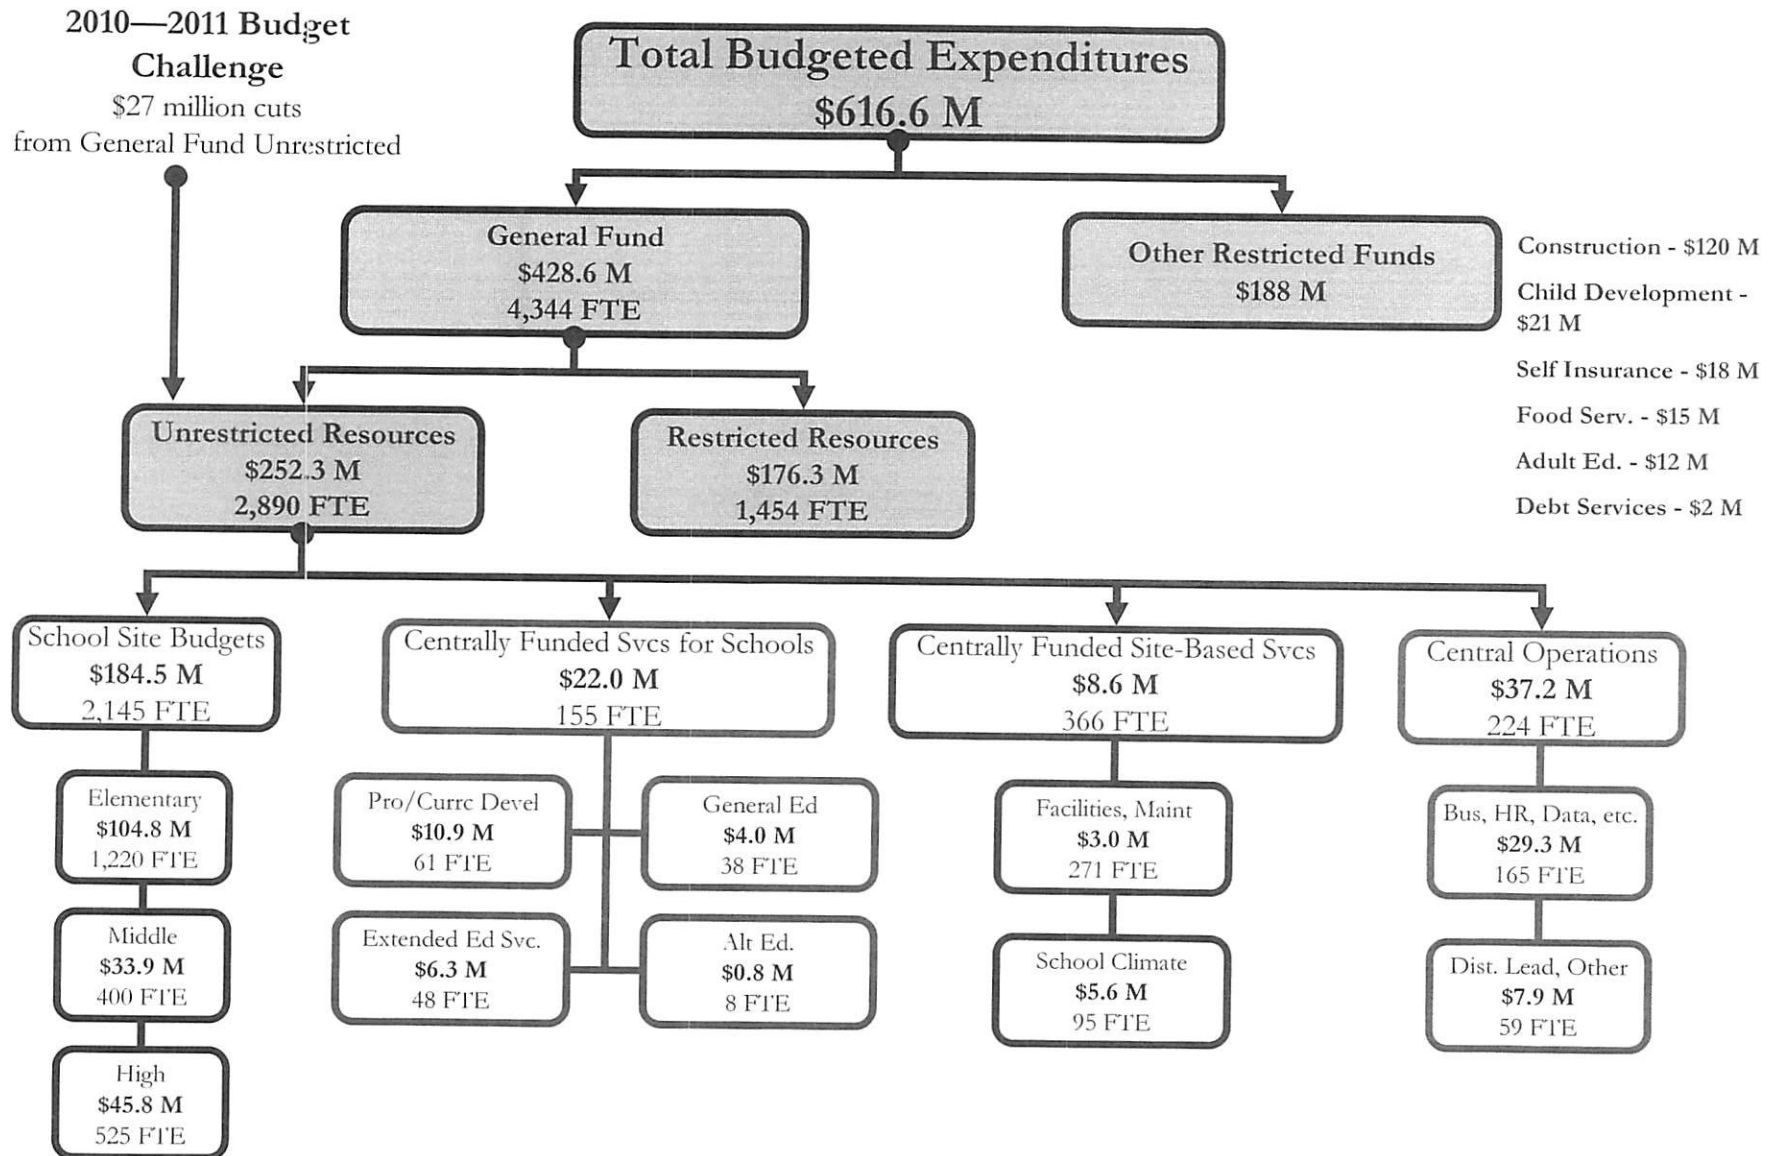 2010—2011 Budget
Challenge
$27 million cuts
from General Fund Unrestricted
Total Budgeted Expenditures
$616.6 M
General Fund
$428.6 M
4,344 FTE
Other Restricted Funds
$188 M
Construction - $120 M
Child Development -
$21 M
Self Insurance - $18 M
Food Serv. - $15 M
Adult Ed. - $12 M
Debt Services - $2 M
Unrestricted Resources
$252.3 M
2,890 FTE
Restricted Resources
$176.3 M
1,454 FTE
School Site Budgets
$184.5 M
2,145 FTE
Centrally Funded Svcs for Schools
$22.0 M
155 FTE
Centrally Funded Site-Based Svcs
$8.6 M
366 FTE
Central Operations
$37.2 M
224 FTE
Elementary
$104.8 M
1,220 FTE
Middle
$33.9 M
400 FTE
High
$45.8 M
525 FTE
Pro/Currc Devel
$10.9 M
61 FTE
General Ed
$4.0 M
38 FTE
Extended Ed Svc.
$6.3 M
48 FTE
Alt Ed.
$0.8 M
8 FTE
Facilities, Maint
$3.0 M
271 FTE
School Climate
$5.6 M
95 FTE
Bus, HR, Data, etc.
$29.3 M
165 FTE
Dist. Lead, Other
$7.9 M
59 FTE